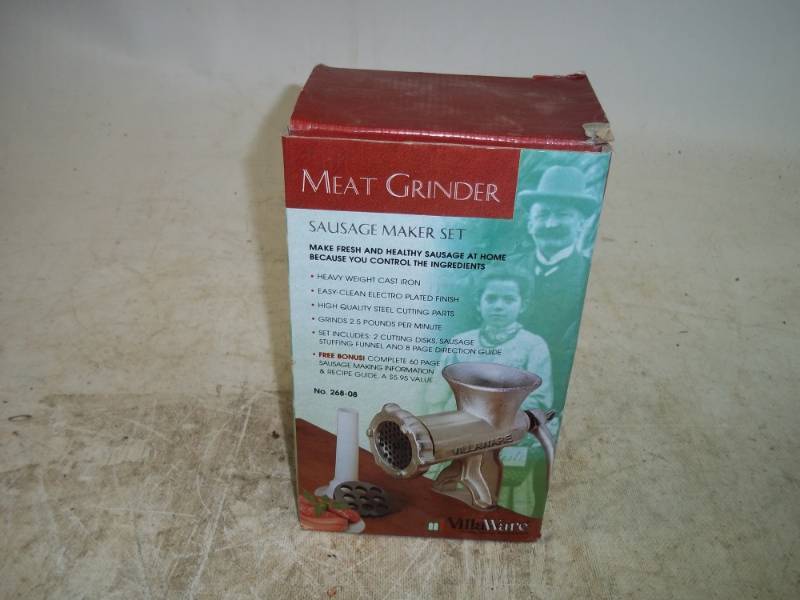 MEAT GRINDER
SAUSAGE MAKER SET
MAKE FRESH AND HEALTHY SAUSAGE AT HOME
BECAUSE YOU CONTROL THE INGREDIENTS
• HEAVY WEIGHT CAST IRON
• EASY-CLEAN ELECTRO PLATED FINISH
• HIGH QUALITY STEEL CUTTING PARTS
• GRINDS 2.5 POUNDS PER MINUTE
• SET INCLUDES: 2 CUTTING DISKS, SAUSAGE
STUFFING FUNNEL AND 8 PAGE DIRECTION GUIDE
• FREE BONUS! COMPLETE 60 PAGE
SAUSAGE MAKING INFORMATION
& RECIPE GUIDE, A $5.95 VALUE
No. 268-08
VILLAWARE
VillaWare